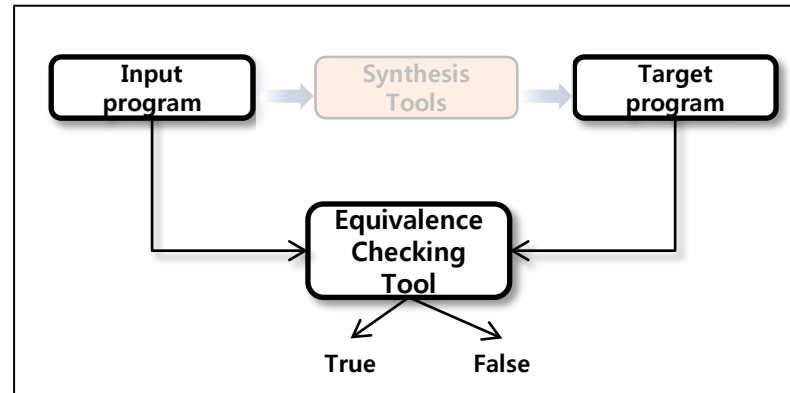 Input
program
Synthesis
Tools
Target
program
Equivalence
Checking
Tool
True
False